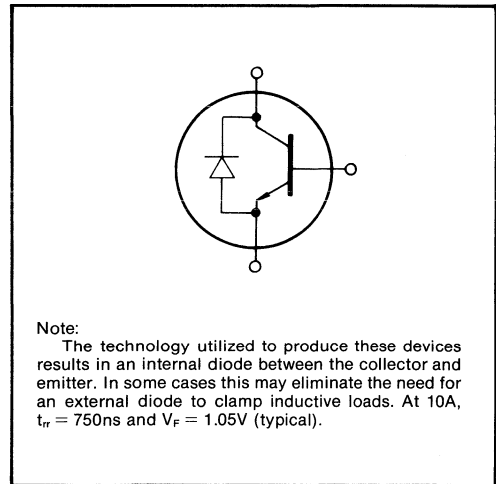 Note:
The technology utilized to produce these devices
results in an internal diode between the collector and
emitter. In some cases this may eliminate the need for
an external diode to clamp inductive loads. At 10A,
trr = 750ns and VF = 1.05V (typical).